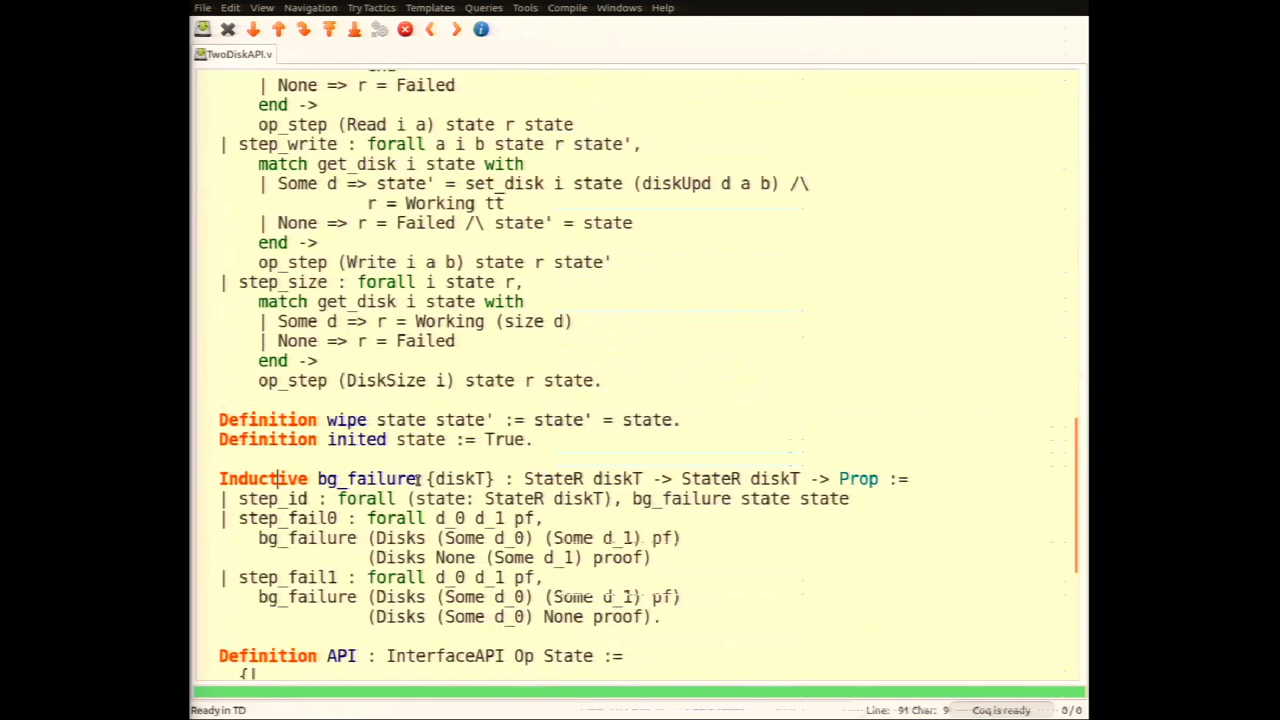 File Edit View Navigation Try Tactics Templates Queries Tools Compile Windows Help
TwoDiskAPI.v
| None => r = Failed
end ->
op_step (Read i a) state r state
| step_write : forall a i b state r state',
match get_disk i state with
| Some d => state' = set_disk i state (diskUpd d a b) /\
r = Working tt
| None => r = Failed /\ state' = state
end ->
op_step (Write i a b) state r state'
| step_size : forall i state r,
match get_disk i state with
| Some d => r = Working (size d)
| None => r = Failed
end ->
op_step (DiskSize i) state r state.
Definition wipe state state' := state' = state.
Definition inited state := True.
Inductive bg_failure {diskT} : StateR diskT -> StateR diskT -> Prop :=
| step_id : forall (state: StateR diskT), bg_failure state state
| step_fail0 : forall d_0 d_1 pf,
bg_failure (Disks (Some d_0) (Some d_1) pf)
(Disks None (Some d_1) proof)
| step_fail1 : forall d_0 d_1 pf,
bg_failure (Disks (Some d_0) (Some d_1) pf)
(Disks (Some d_0) None proof).
Definition API : InterfaceAPI Op State :=
{|
Ready in TD Line: 91 Char: 9 Coq is ready 0 / 0